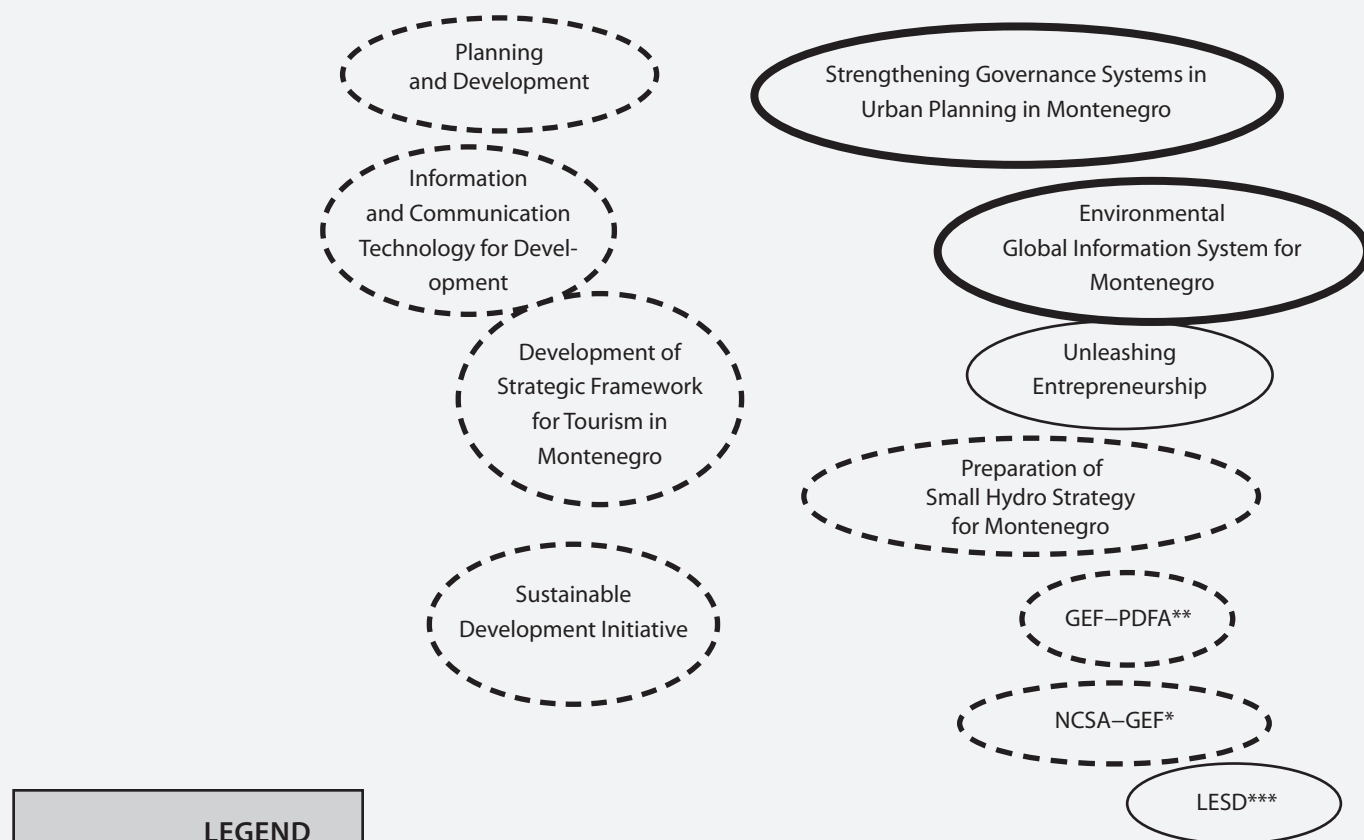 Planning
and Development
Strengthening Governance Systems in
Urban Planning in Montenegro
Information
and Communication
Technology for Devel-
opment
Environmental
Global Information System for
Montenegro
Development of
Strategic Framework
for Tourism in
Montenegro
Unleashing
Entrepreneurship
Preparation of
Small Hydro Strategy
for Montenegro
Sustainable
Development Initiative
GEF–PDFA**
NCSA–GEF*
LESD***
LEGEND